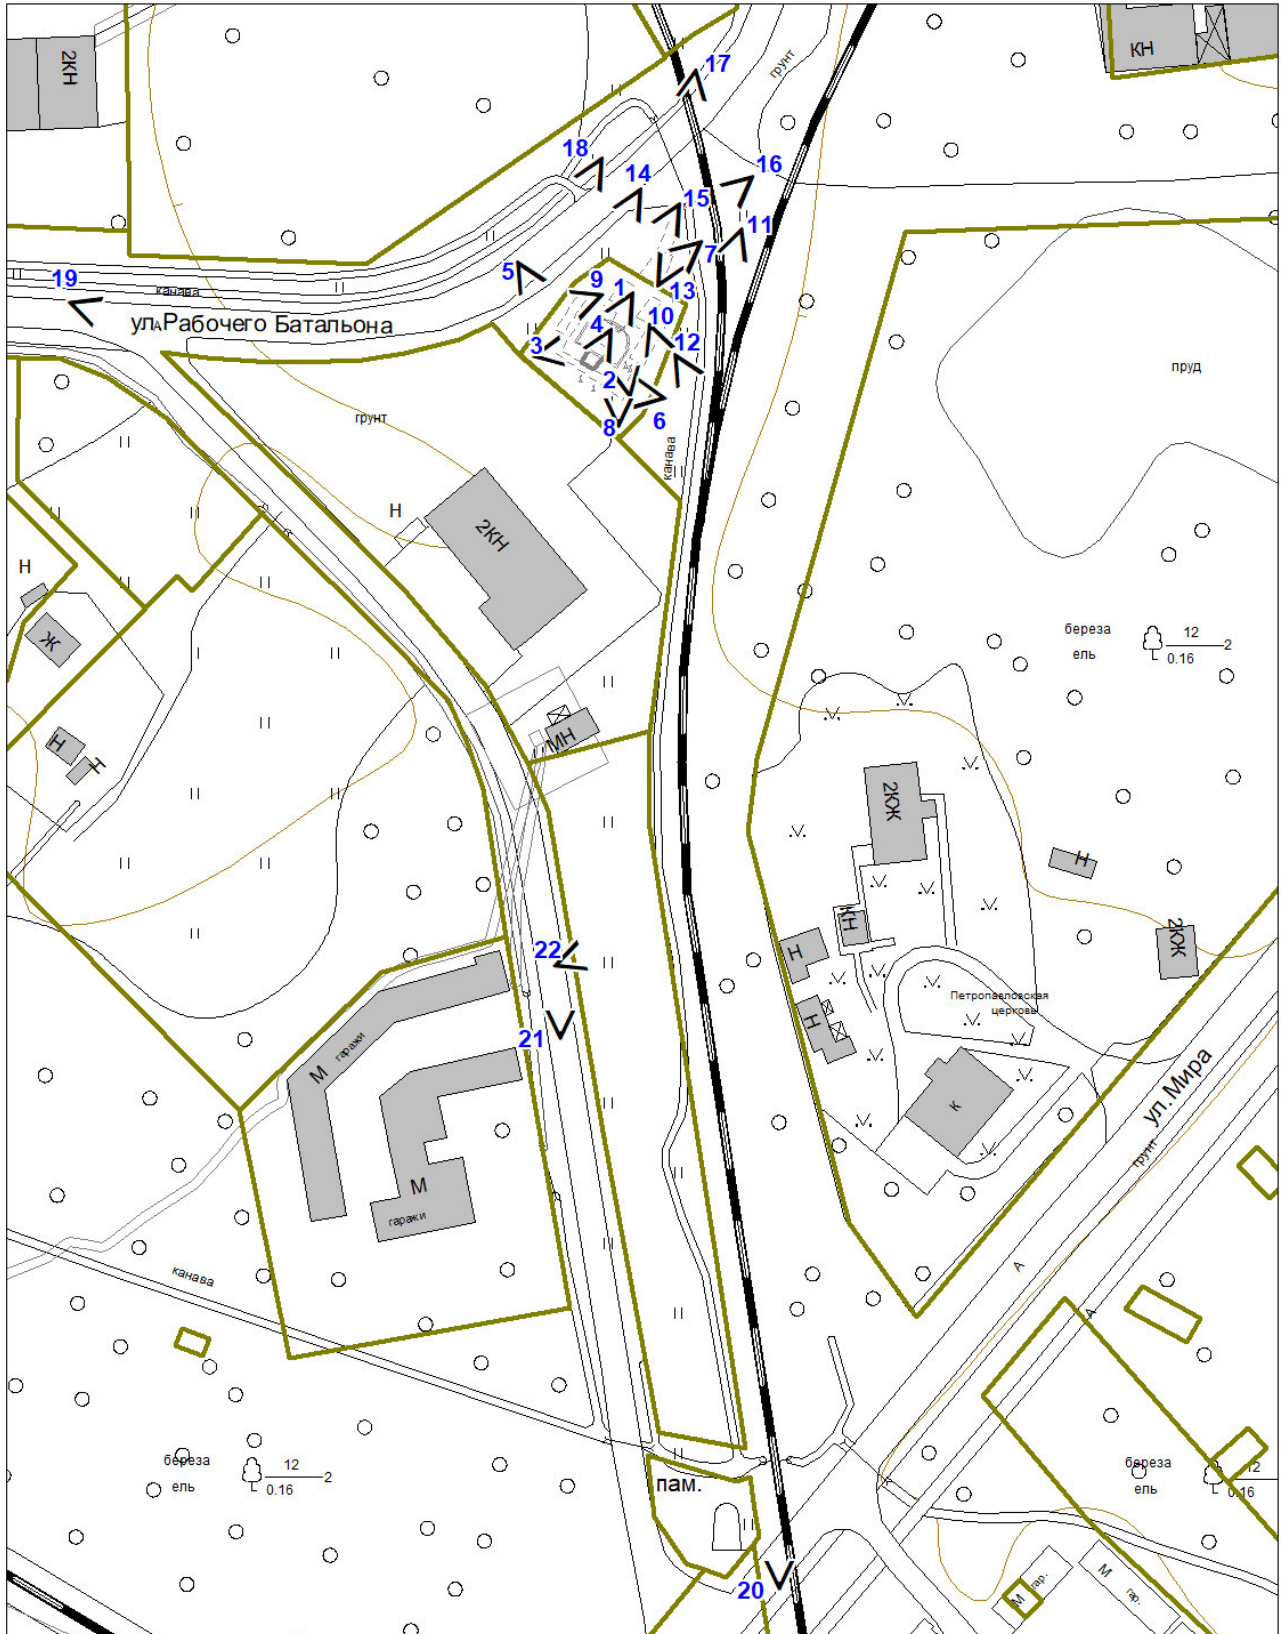 2КН
КН
грунт
17
18
14
16
15
11
7
5
9
1
13
19
канава
ул.Рабочего Батальона
А
4
10
3
12
2
6
8
пруд
грунт
канава
Н
2КН
Н
Ж
береза
ель
12
2
0.16
МН
Н
Н
2КЖ
Н
КН
2КЖ
22
Н
Петропавловская
церковь
Н
21
гаражи
М
К
ул.Мира
грунт
М
гаражи
канава
А
А
береза
ель
12
2
0.16
пам.
береза
ель
12
0.16
20
М
гар.
М
гар.